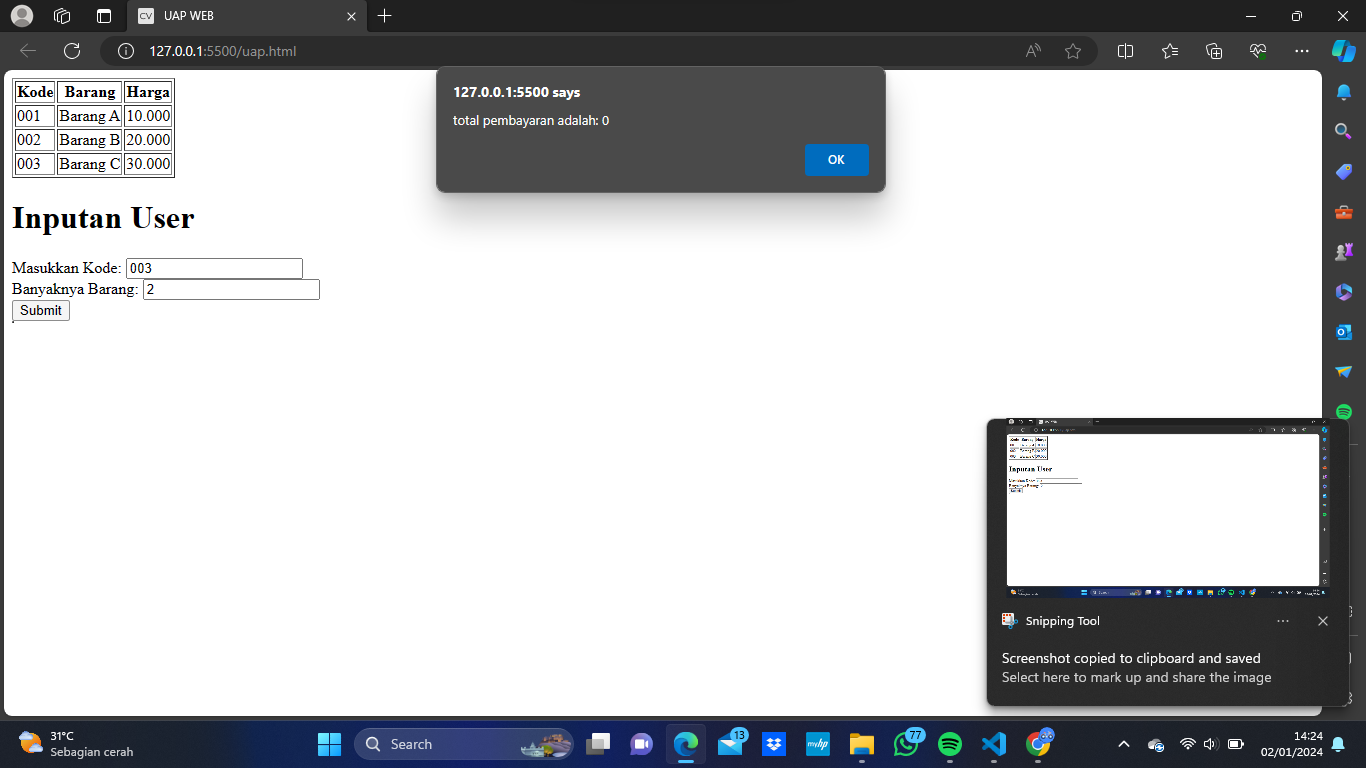 UAP WEB
127.0.0.1:5500/uap.html
127.0.0.1:5500 says
total pembayaran adalah: 0
OK
Kode Barang Harga
001 Barang A 10.000
002 Barang B 20.000
003 Barang C 30.000
Inputan User
Masukkan Kode: 003
Banyaknya Barang: 2
Submit
Inputan User
Snipping Tool
Screenshot copied to clipboard and saved
Select here to mark up and share the image
31°C
Sebagian cerah
Search
13
myhp
77
14:24
02/01/2024